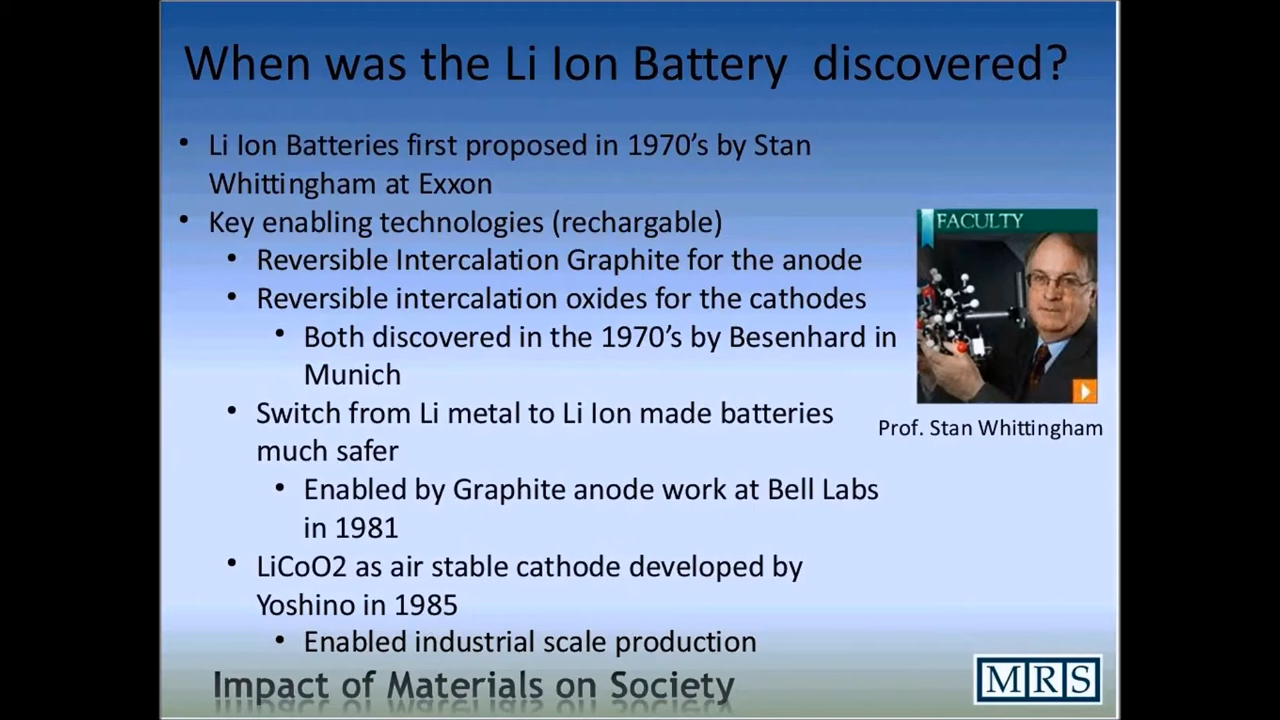 When was the Li Ion Battery discovered?
• Li Ion Batteries first proposed in 1970's by Stan
Whittingham at Exxon
• Key enabling technologies (rechargable)
• Reversible Intercalation Graphite for the anode
• Reversible intercalation oxides for the cathodes
• Both discovered in the 1970's by Besenhard in
Munich
• Switch from Li metal to Li Ion made batteries
much safer
• Enabled by Graphite anode work at Bell Labs
in 1981
• LiCoO2 as air stable cathode developed by
Yoshino in 1985
• Enabled industrial scale production
FACULTY
Prof. Stan Whittingham
Impact of Materials on Society
MRS